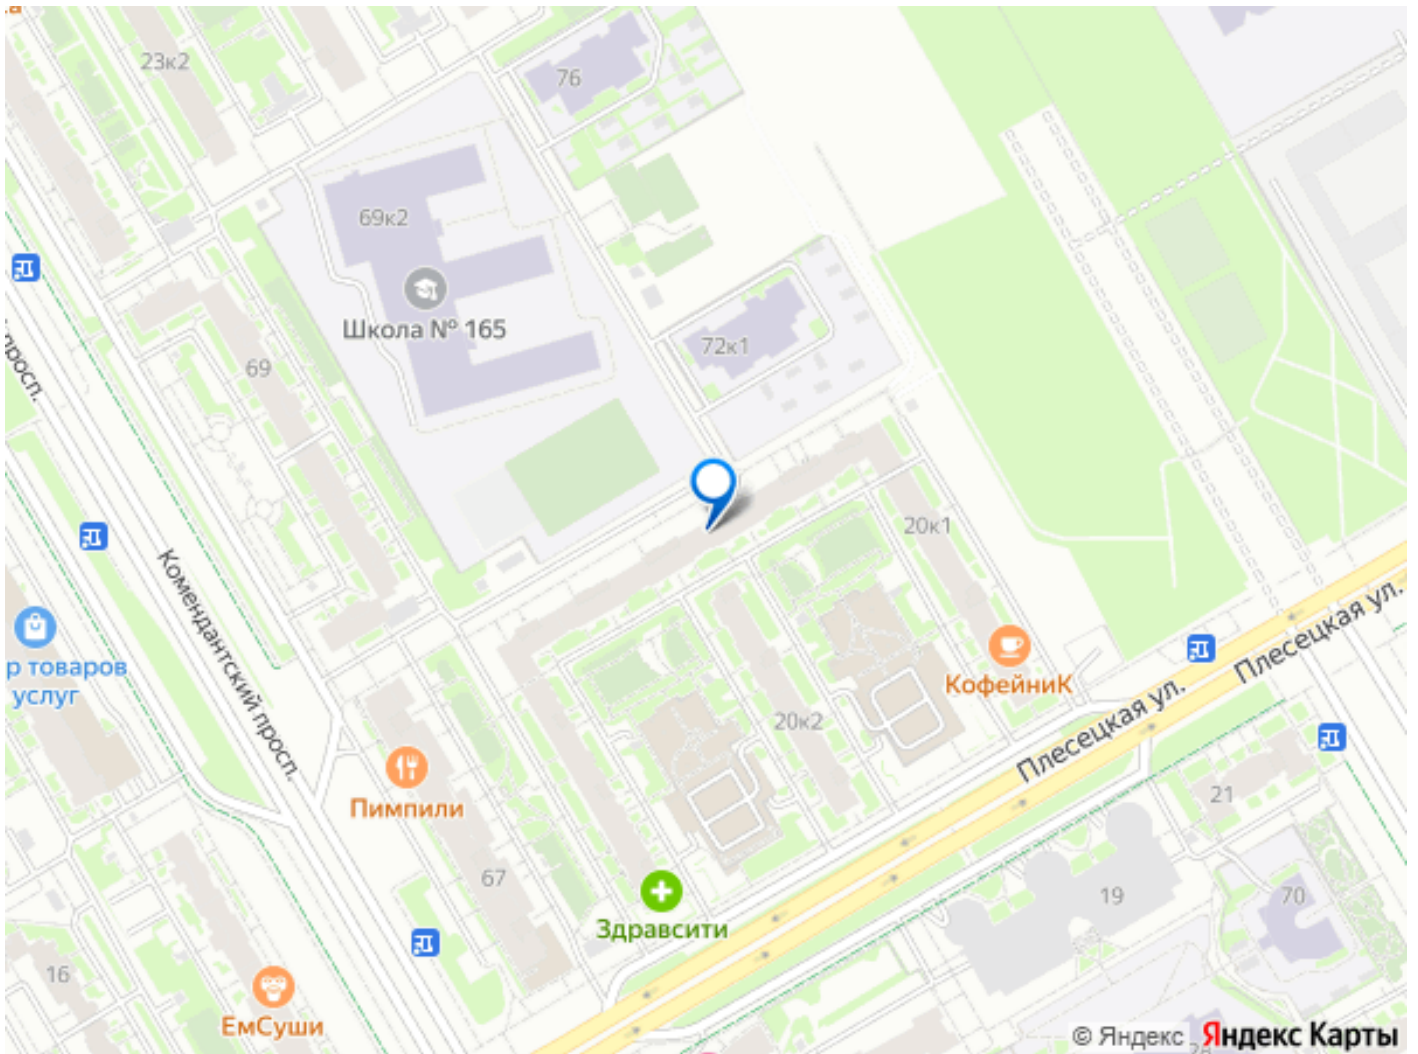 23к2
76
69к2
Школа № 165
72к1
69
просп.
20к1
Комендантский просп.
Плесецкая ул.
р товаров
услуг
КофейниК
Плесецкая ул.
20к2
Пимпили
21
67
19
70
Здравсити
16
ЕмСуши
© Яндекс Яндекс Карты